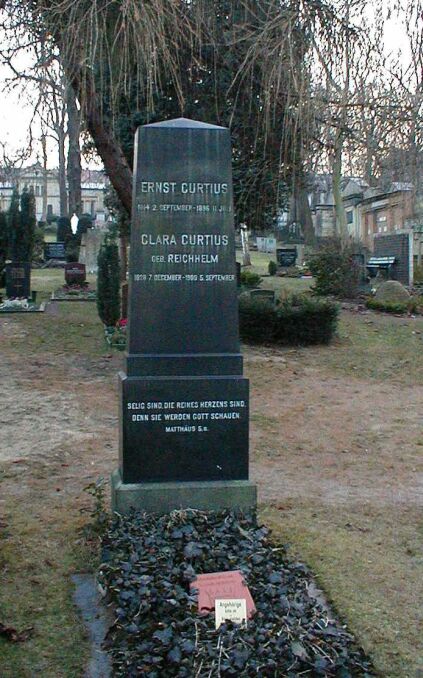 ERNST CURTIUS
1814 2. SEPTEMBER - 1896 11 JULI
CLARA CURTIUS
GEB. REICHHELM
7. DECEMBER - 1900 5. SEPTEMBER
SELIG SIND, DIE REINES HERZENS SIND,
DENN SIE WERDEN GOTT SCHAUEN.
MATTHÄUS 5.8.
Angehörige